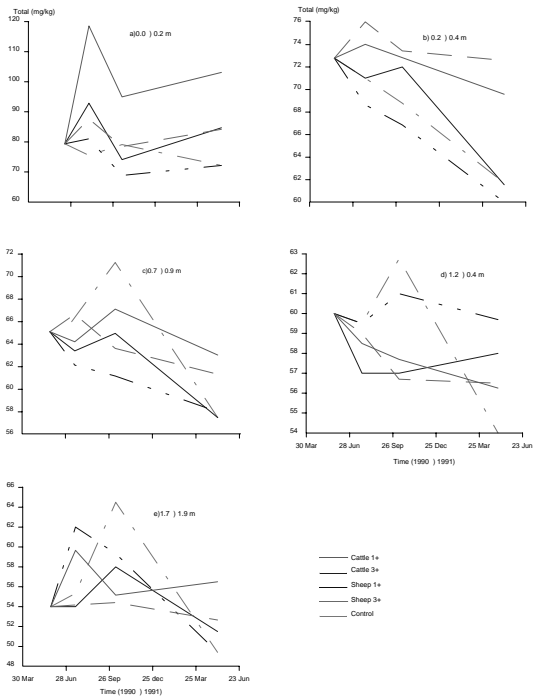 Total (mg/kg)
120
110
100
90
80
70
60
a)0.0 ) 0.2 m
Total (mg/kg)
76
74
72
70
68
66
64
62
60
b) 0.2 ) 0.4 m
72
70
68
66
64
62
60
58
56
c)0.7 ) 0.9 m
63
62
61
60
59
58
57
56
55
54
d) 1.2 ) 0.4 m
30 Mar 28 Jun 26 Sep 25 Dec 25 Mar 23 Jun
Time (1990 ) 1991)
66
64
62
60
58
56
54
52
50
48
e)1.7 ) 1.9 m
30 Mar 28 Jun 26 Sep 25 dec 25 Mar 23 Jun
Time (1990 ) 1991)
Cattle 1+
Cattle 3+
Sheep 1+
Sheep 3+
Control